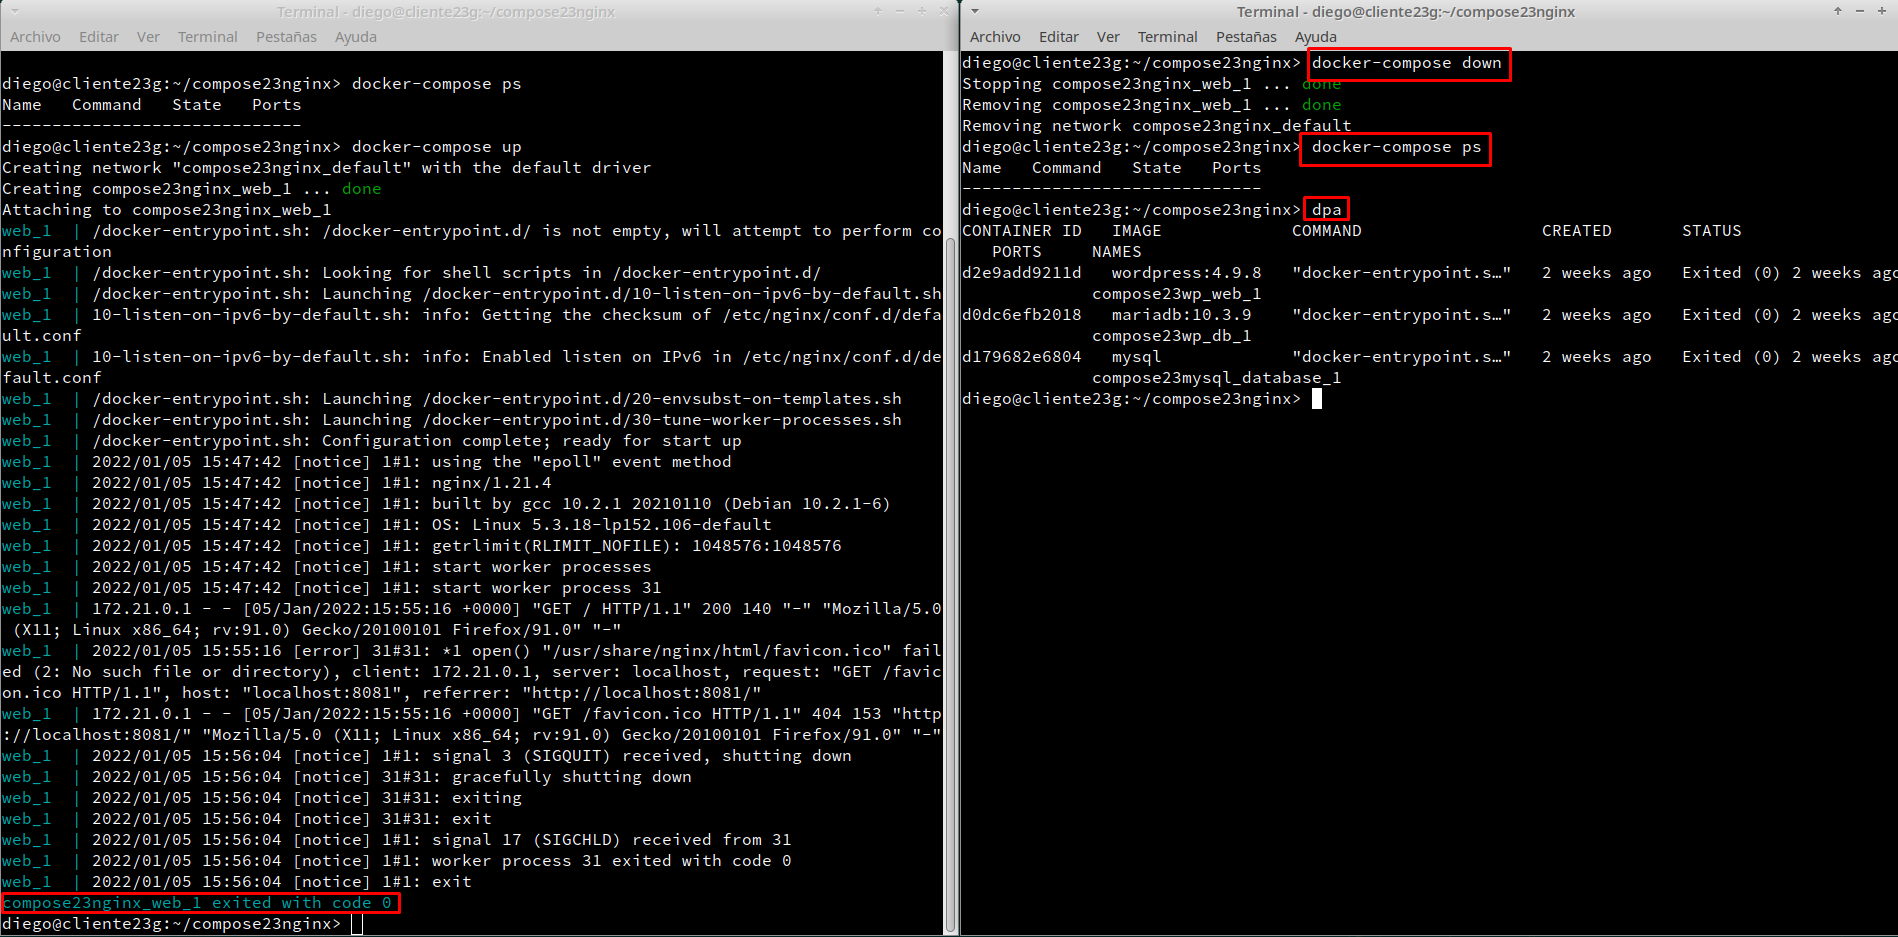 Terminal - diego@cliente23g:~/compose23nginx
Archivo Editar Ver Terminal Pestañas Ayuda
diego@cliente23g:~/compose23nginx> docker-compose ps
Name   Command   State   Ports
------------------------------
diego@cliente23g:~/compose23nginx> docker-compose up
Creating network "compose23nginx_default" with the default driver
Creating compose23nginx_web_1 ... done
Attaching to compose23nginx_web_1
web_1  | /docker-entrypoint.sh: /docker-entrypoint.d/ is not empty, will attempt to perform co
nfiguration
web_1  | /docker-entrypoint.sh: Looking for shell scripts in /docker-entrypoint.d/
web_1  | /docker-entrypoint.sh: Launching /docker-entrypoint.d/10-listen-on-ipv6-by-default.sh
web_1  | 10-listen-on-ipv6-by-default.sh: info: Getting the checksum of /etc/nginx/conf.d/defa
ult.conf
web_1  | 10-listen-on-ipv6-by-default.sh: info: Enabled listen on IPv6 in /etc/nginx/conf.d/de
fault.conf
web_1  | /docker-entrypoint.sh: Launching /docker-entrypoint.d/20-envsubst-on-templates.sh
web_1  | /docker-entrypoint.sh: Launching /docker-entrypoint.d/30-tune-worker-processes.sh
web_1  | /docker-entrypoint.sh: Configuration complete; ready for start up
web_1  | 2022/01/05 15:47:42 [notice] 1#1: using the "epoll" event method
web_1  | 2022/01/05 15:47:42 [notice] 1#1: nginx/1.21.4
web_1  | 2022/01/05 15:47:42 [notice] 1#1: built by gcc 10.2.1 20210110 (Debian 10.2.1-6)
web_1  | 2022/01/05 15:47:42 [notice] 1#1: OS: Linux 5.3.18-lp152.106-default
web_1  | 2022/01/05 15:47:42 [notice] 1#1: getrlimit(RLIMIT_NOFILE): 1048576:1048576
web_1  | 2022/01/05 15:47:42 [notice] 1#1: start worker processes
web_1  | 2022/01/05 15:47:42 [notice] 1#1: start worker process 31
web_1  | 172.21.0.1 - - [05/Jan/2022:15:55:16 +0000] "GET / HTTP/1.1" 200 140 "-" "Mozilla/5.0
 (X11; Linux x86_64; rv:91.0) Gecko/20100101 Firefox/91.0" "-"
web_1  | 2022/01/05 15:55:16 [error] 31#31: *1 open() "/usr/share/nginx/html/favicon.ico" fail
ed (2: No such file or directory), client: 172.21.0.1, server: localhost, request: "GET /favic
on.ico HTTP/1.1", host: "localhost:8081", referrer: "http://localhost:8081/"
web_1  | 172.21.0.1 - - [05/Jan/2022:15:55:16 +0000] "GET /favicon.ico HTTP/1.1" 404 153 "http
://localhost:8081/" "Mozilla/5.0 (X11; Linux x86_64; rv:91.0) Gecko/20100101 Firefox/91.0" "-"
web_1  | 2022/01/05 15:56:04 [notice] 1#1: signal 3 (SIGQUIT) received, shutting down
web_1  | 2022/01/05 15:56:04 [notice] 31#31: gracefully shutting down
web_1  | 2022/01/05 15:56:04 [notice] 31#31: exiting
web_1  | 2022/01/05 15:56:04 [notice] 31#31: exit
web_1  | 2022/01/05 15:56:04 [notice] 1#1: signal 17 (SIGCHLD) received from 31
web_1  | 2022/01/05 15:56:04 [notice] 1#1: worker process 31 exited with code 0
web_1  | 2022/01/05 15:56:04 [notice] 1#1: exit
compose23nginx_web_1 exited with code 0
diego@cliente23g:~/compose23nginx>
Terminal - diego@cliente23g:~/compose23nginx
Archivo Editar Ver Terminal Pestañas Ayuda
diego@cliente23g:~/compose23nginx> docker-compose down
Stopping compose23nginx_web_1 ... done
Removing compose23nginx_web_1 ... done
Removing network compose23nginx_default
diego@cliente23g:~/compose23nginx> docker-compose ps
Name   Command   State   Ports
------------------------------
diego@cliente23g:~/compose23nginx> dpa
CONTAINER ID   IMAGE             COMMAND                  CREATED       STATUS
   PORTS     NAMES
d2e9add9211d   wordpress:4.9.8   "docker-entrypoint.s…"   2 weeks ago   Exited (0) 2 weeks ago
             compose23wp_web_1
d0dc6efb2018   mariadb:10.3.9    "docker-entrypoint.s…"   2 weeks ago   Exited (0) 2 weeks ago
             compose23wp_db_1
d179682e6804   mysql             "docker-entrypoint.s…"   2 weeks ago   Exited (0) 2 weeks ago
             compose23mysql_database_1
diego@cliente23g:~/compose23nginx>